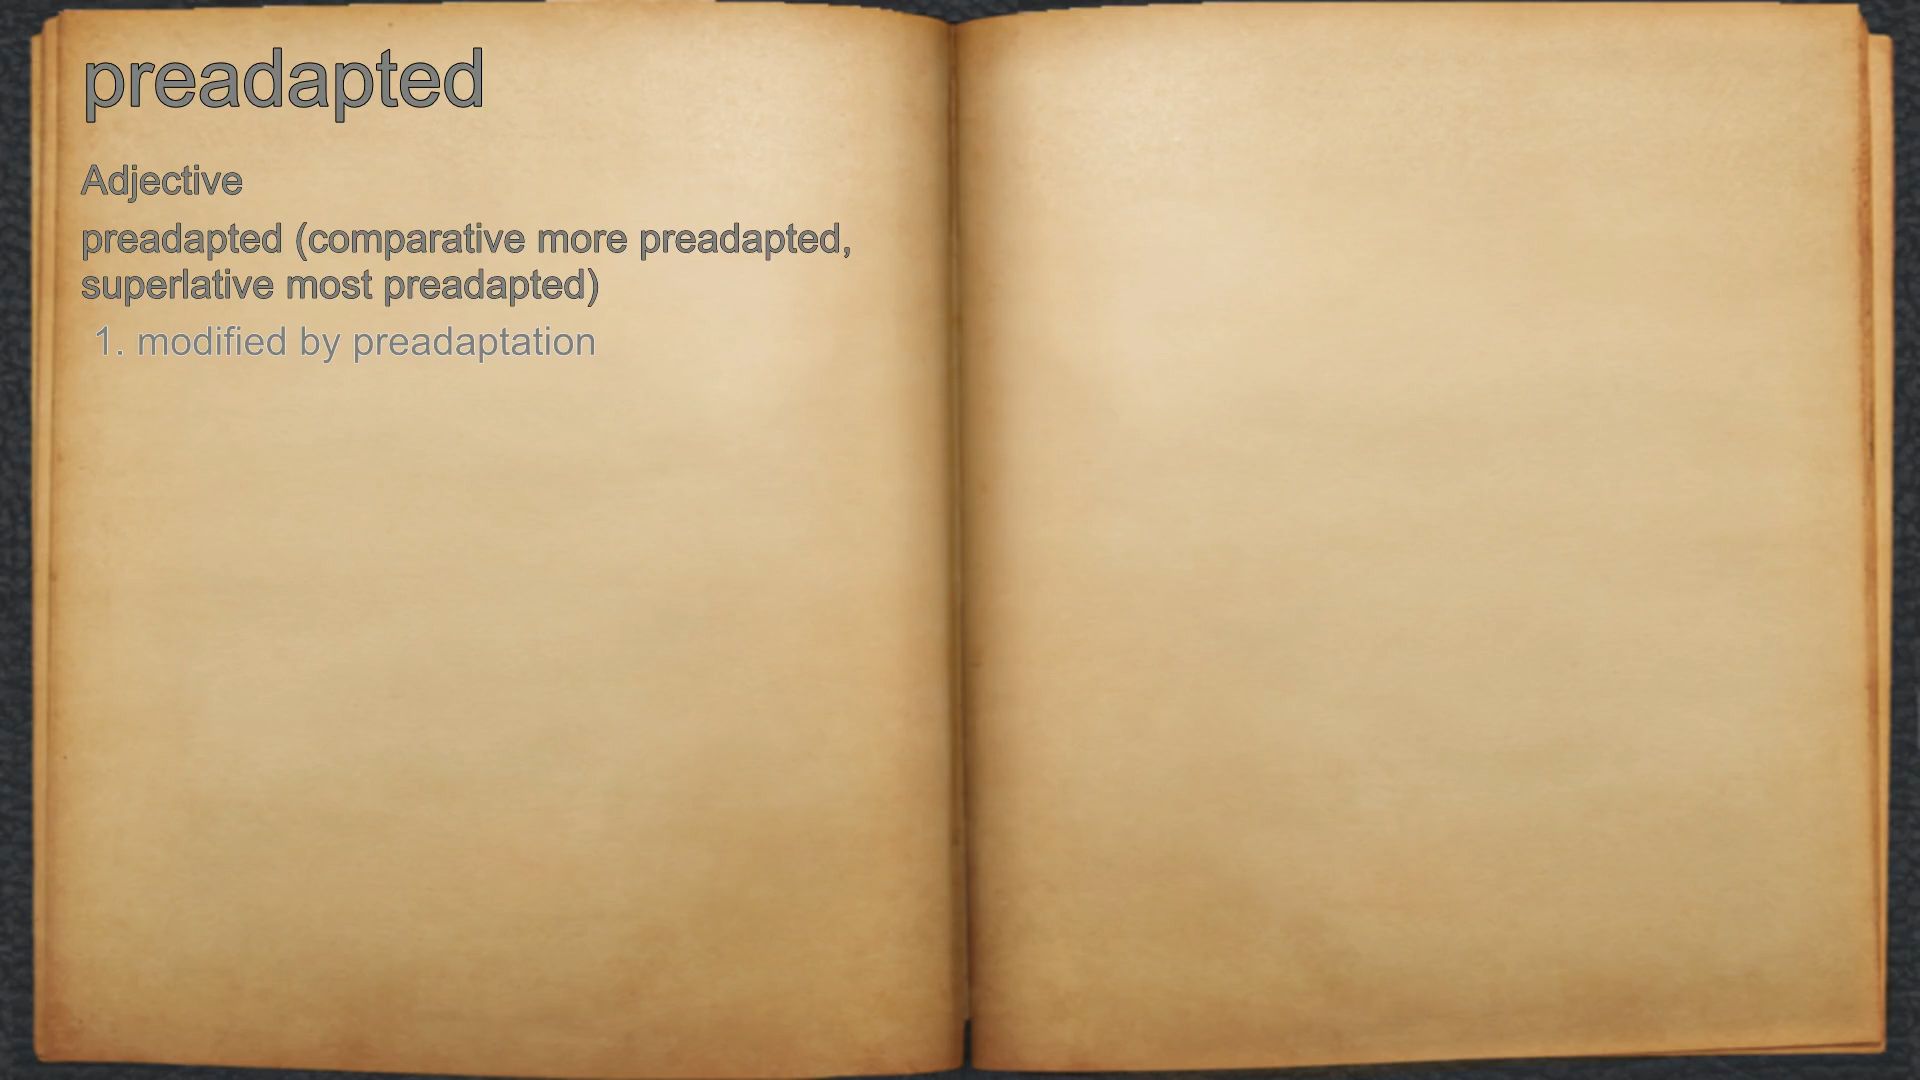 preadapted
Adjective
preadapted (comparative more preadapted,
superlative most preadapted)
1. modified by preadaptation